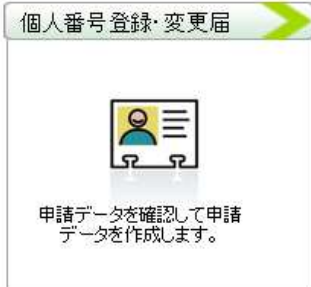 個人番号登録・変更届
申請データを確認して申請
データを作成します。